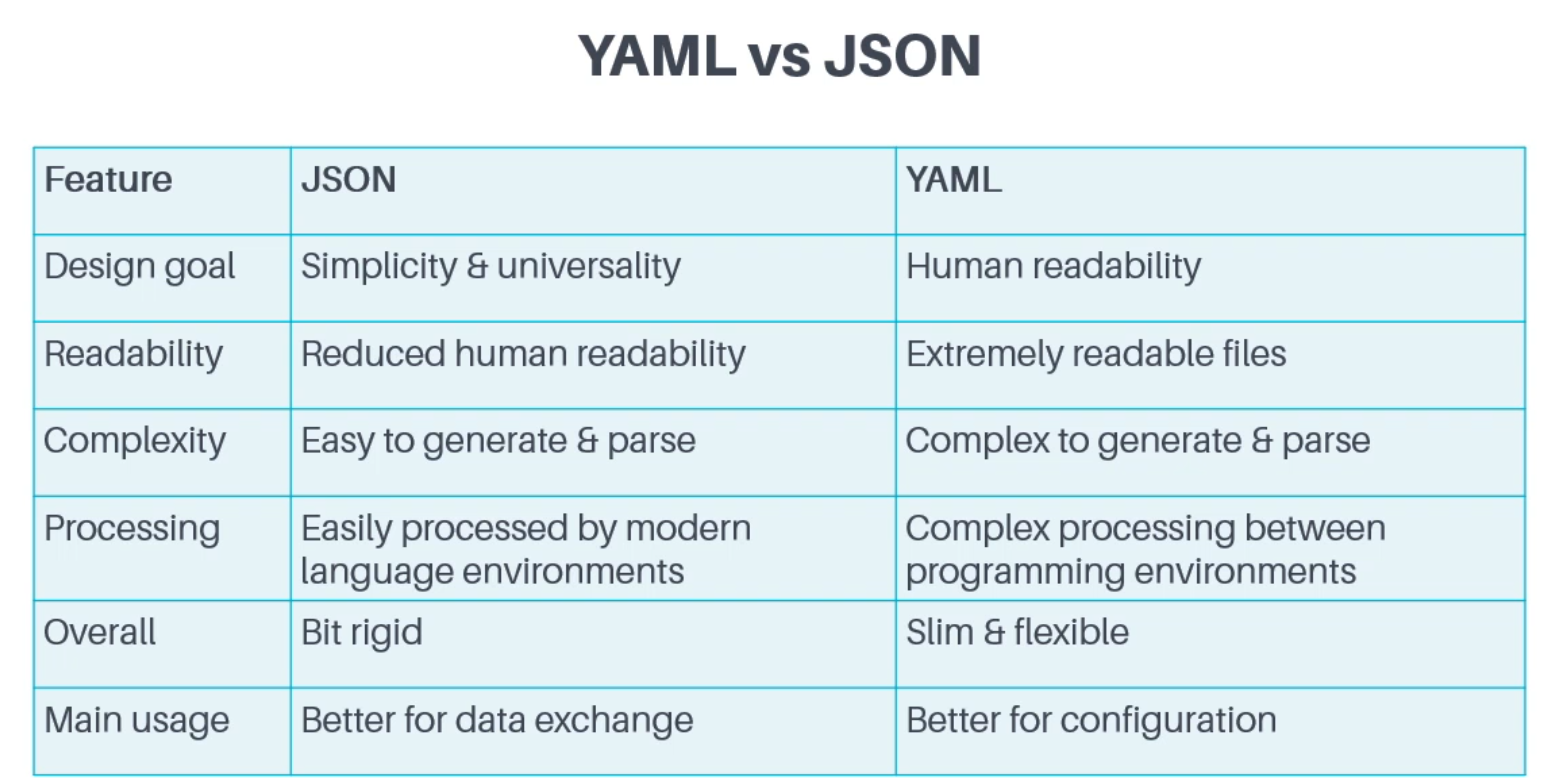 YAML vs JSON
Feature JSON YAML
Design goal Simplicity & universality Human readability
Readability Reduced human readability Extremely readable files
Complexity Easy to generate & parse Complex to generate & parse
Processing Easily processed by modern Complex processing between
language environments programming environments
Overall Bit rigid Slim & flexible
Main usage Better for data exchange Better for configuration